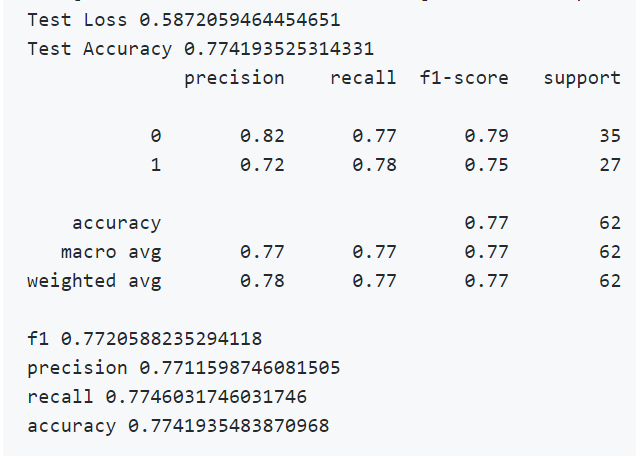 Test Loss 0.5872059464454651
Test Accuracy 0.774193525314331
precision recall f1-score support
0 0.82 0.77 0.79 35
1 0.72 0.78 0.75 27
accuracy 0.77 62
macro avg 0.77 0.77 0.77 62
weighted avg 0.78 0.77 0.77 62
f1 0.7720588235294118
precision 0.7711598746081505
recall 0.7746031746031746
accuracy 0.7741935483870968